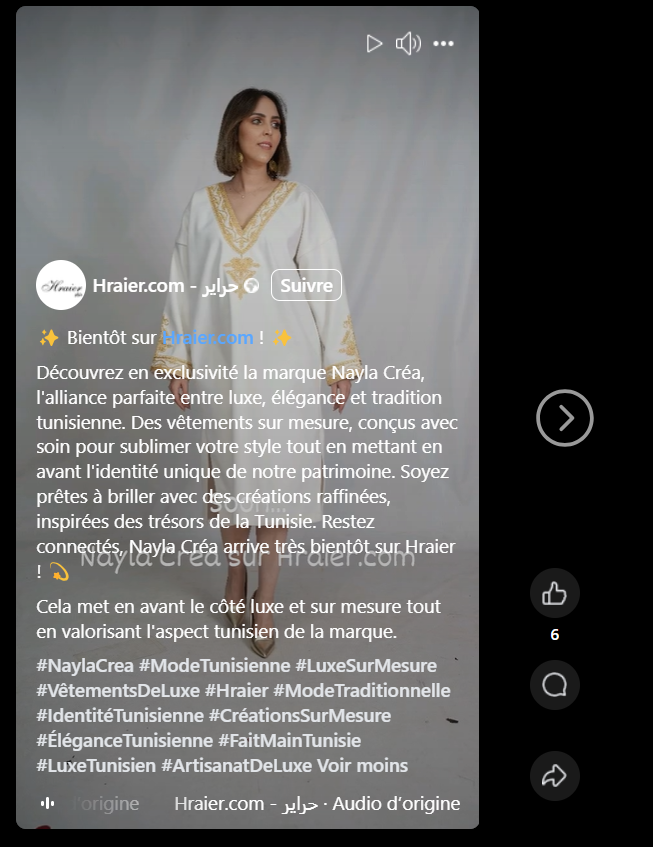 Hraier.com - حراير
Suivre
✨ Bientôt sur Hraier.com ! ✨
Découvrez en exclusivité la marque Nayla Créa,
l'alliance parfaite entre luxe, élégance et tradition
tunisienne. Des vêtements sur mesure, conçus avec
soin pour sublimer votre style tout en mettant en
avant l'identité unique de notre patrimoine. Soyez
prêtes à briller avec des créations raffinées,
inspirées des trésors de la Tunisie. Restez
soon...
connectés, Nayla Créa arrive très bientôt sur Hraier
! 💫
Nayla Créa sur Hraier.com
Cela met en avant le côté luxe et sur mesure tout
en valorisant l'aspect tunisien de la marque.
#NaylaCrea #ModeTunisienne #LuxeSurMesure
#VêtementsDeLuxe #Hraier #ModeTraditionnelle
#IdentitéTunisienne #CréationsSurMesure
#ÉléganceTunisienne #FaitMainTunisie
#LuxeTunisien #ArtisanatDeLuxe Voir moins
l'origine Hraier.com - حراير · Audio d'origine
6